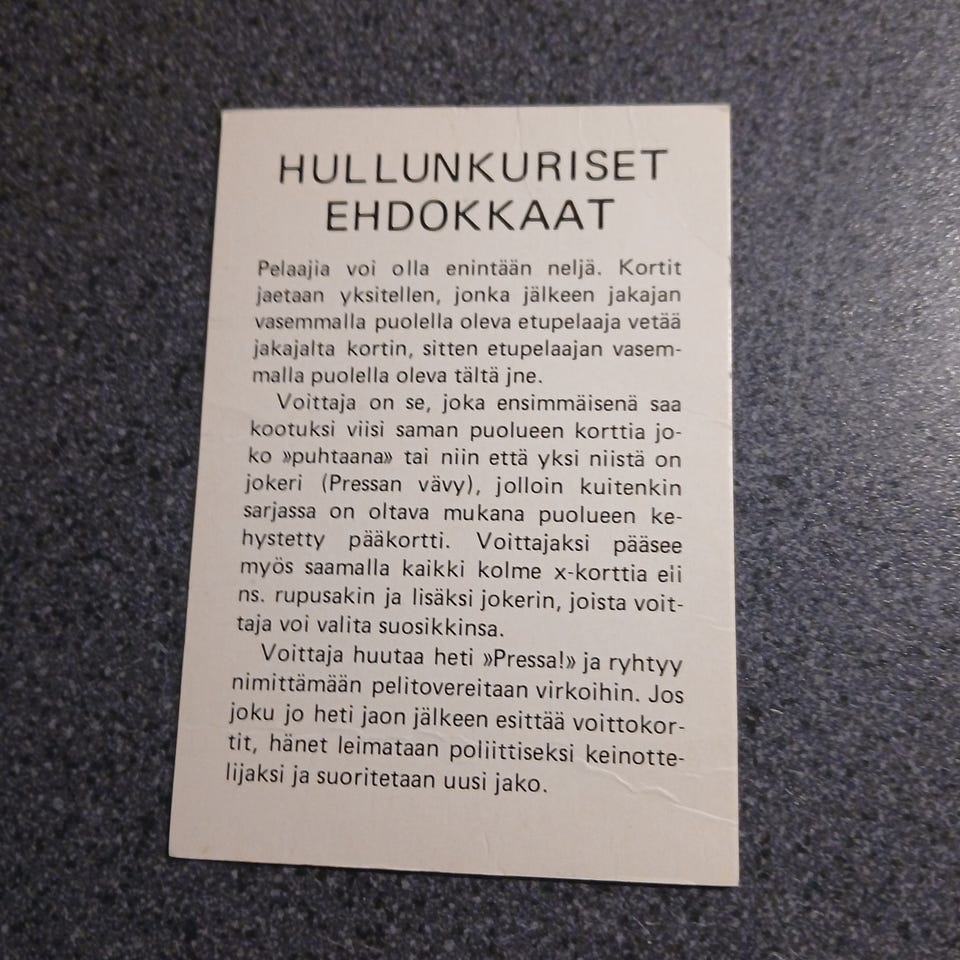 HULLUNKURISET
EHDOKKAAT
Pelaajia voi olla enintään neljä. Kortit
jaetaan yksitellen, jonka jälkeen jakajan
vasemmalla puolella oleva etupelaaja vetää
jakajalta kortin, sitten etupelaajan vasem-
malla puolella oleva tältä jne.
Voittaja on se, joka ensimmäisenä saa
kootuksi viisi saman puolueen korttia jo-
ko »puhtaana» tai niin että yksi niistä on
jokeri (Pressan vävy), jolloin kuitenkin
sarjassa on oltava mukana puolueen ke-
hystetty pääkortti. Voittajaksi pääsee
myös saamalla kaikki kolme x-korttia eli
ns. rupusakin ja lisäksi jokerin, joista voit-
taja voi valita suosikkinsa.
Voittaja huutaa heti »Pressa!» ja ryhtyy
nimittämään pelitovereitaan virkoihin. Jos
joku jo heti jaon jälkeen esittää voittokor-
tit, hänet leimataan poliittiseksi keinotte-
lijaksi ja suoritetaan uusi jako.